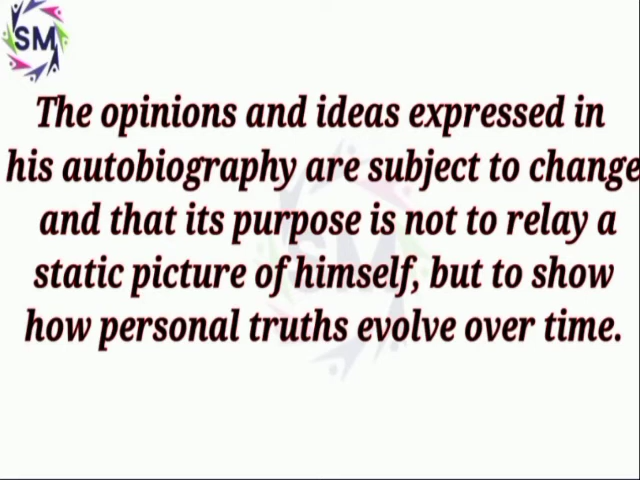 SM
The opinions and ideas expressed in
his autobiography are subject to change
and that its purpose is not to relay a
static picture of himself, but to show
how personal truths evolve over time.
SM